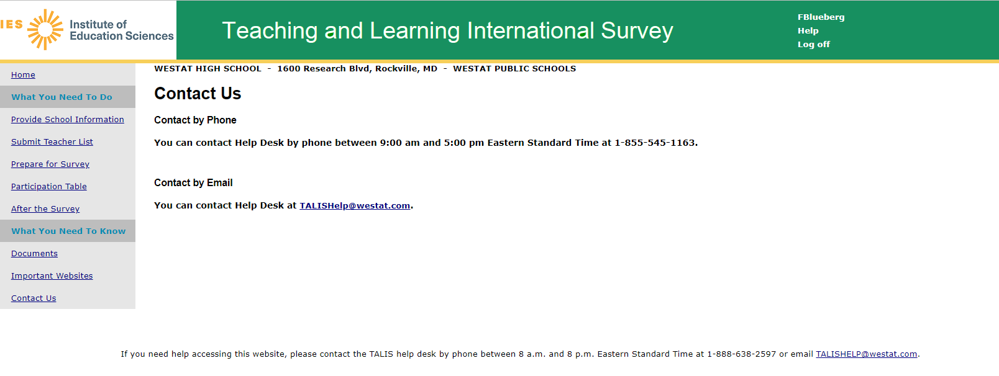 IES Institute of
Education Sciences
Teaching and Learning International Survey
FBlueberg
Help
Log off
Home
What You Need To Do
Provide School Information
Submit Teacher List
Prepare for Survey
Participation Table
After the Survey
What You Need To Know
Documents
Important Websites
Contact Us
WESTAT HIGH SCHOOL - 1600 Research Blvd, Rockville, MD - WESTAT PUBLIC SCHOOLS
Contact Us
Contact by Phone
You can contact Help Desk by phone between 9:00 am and 5:00 pm Eastern Standard Time at 1-855-545-1163.
Contact by Email
You can contact Help Desk at TALISHelp@westat.com.
If you need help accessing this website, please contact the TALIS help desk by phone between 8 a.m. and 8 p.m. Eastern Standard Time at 1-888-638-2597 or email TALISHELP@westat.com.